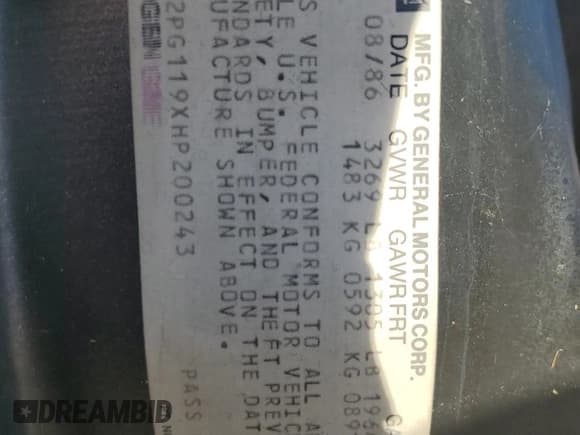 MFG. BY GENERAL MOTORS CORP.
DATE GVWR GAWR FRT
08/86 3269 LB 1305 LB
1483 KG 0592 KG
S VEHICLE CONFORMS TO ALL A
LE U.S. FEDERAL MOTOR VEHIC
ETY, BUMPER, AND THEFT PREV
NDARDS IN EFFECT ON THE DAT
UFACTURE SHOWN ABOVE.
2PG119XHP200243 PASS
DREAMBID